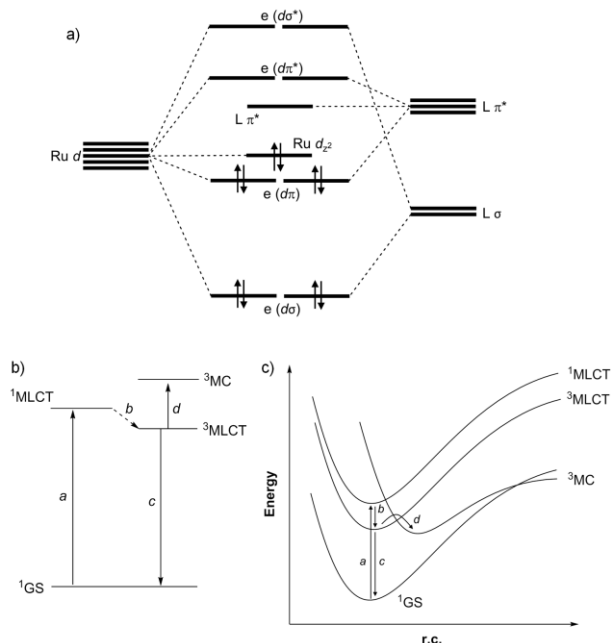 a)
e (dσ*)
e (dπ*)
L π*
L π*
Ru d
Ru dz²
e (dπ)
L σ
e (dσ)
b)
¹MLCT
b
³MC
d
³MLCT
a
c
¹GS
c)
Energy
¹MLCT
³MLCT
³MC
b
d
a
c
¹GS
r.c.